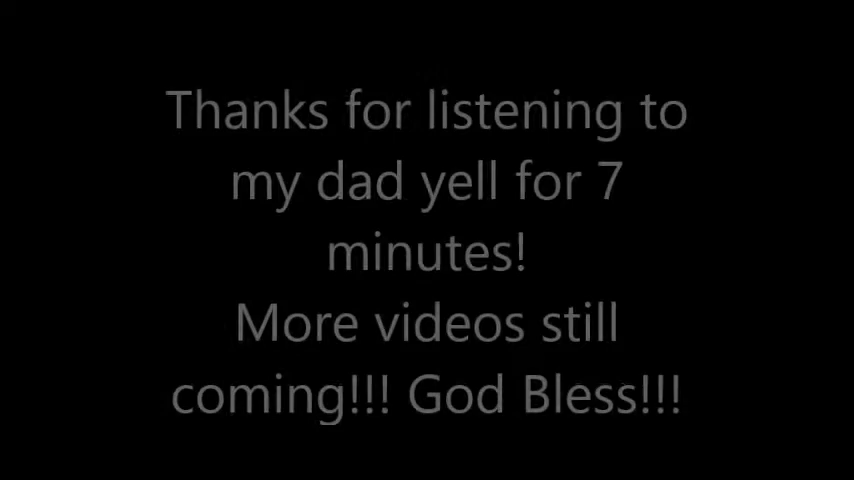 Thanks for listening to
my dad yell for 7
minutes!
More videos still
coming!!! God Bless!!!